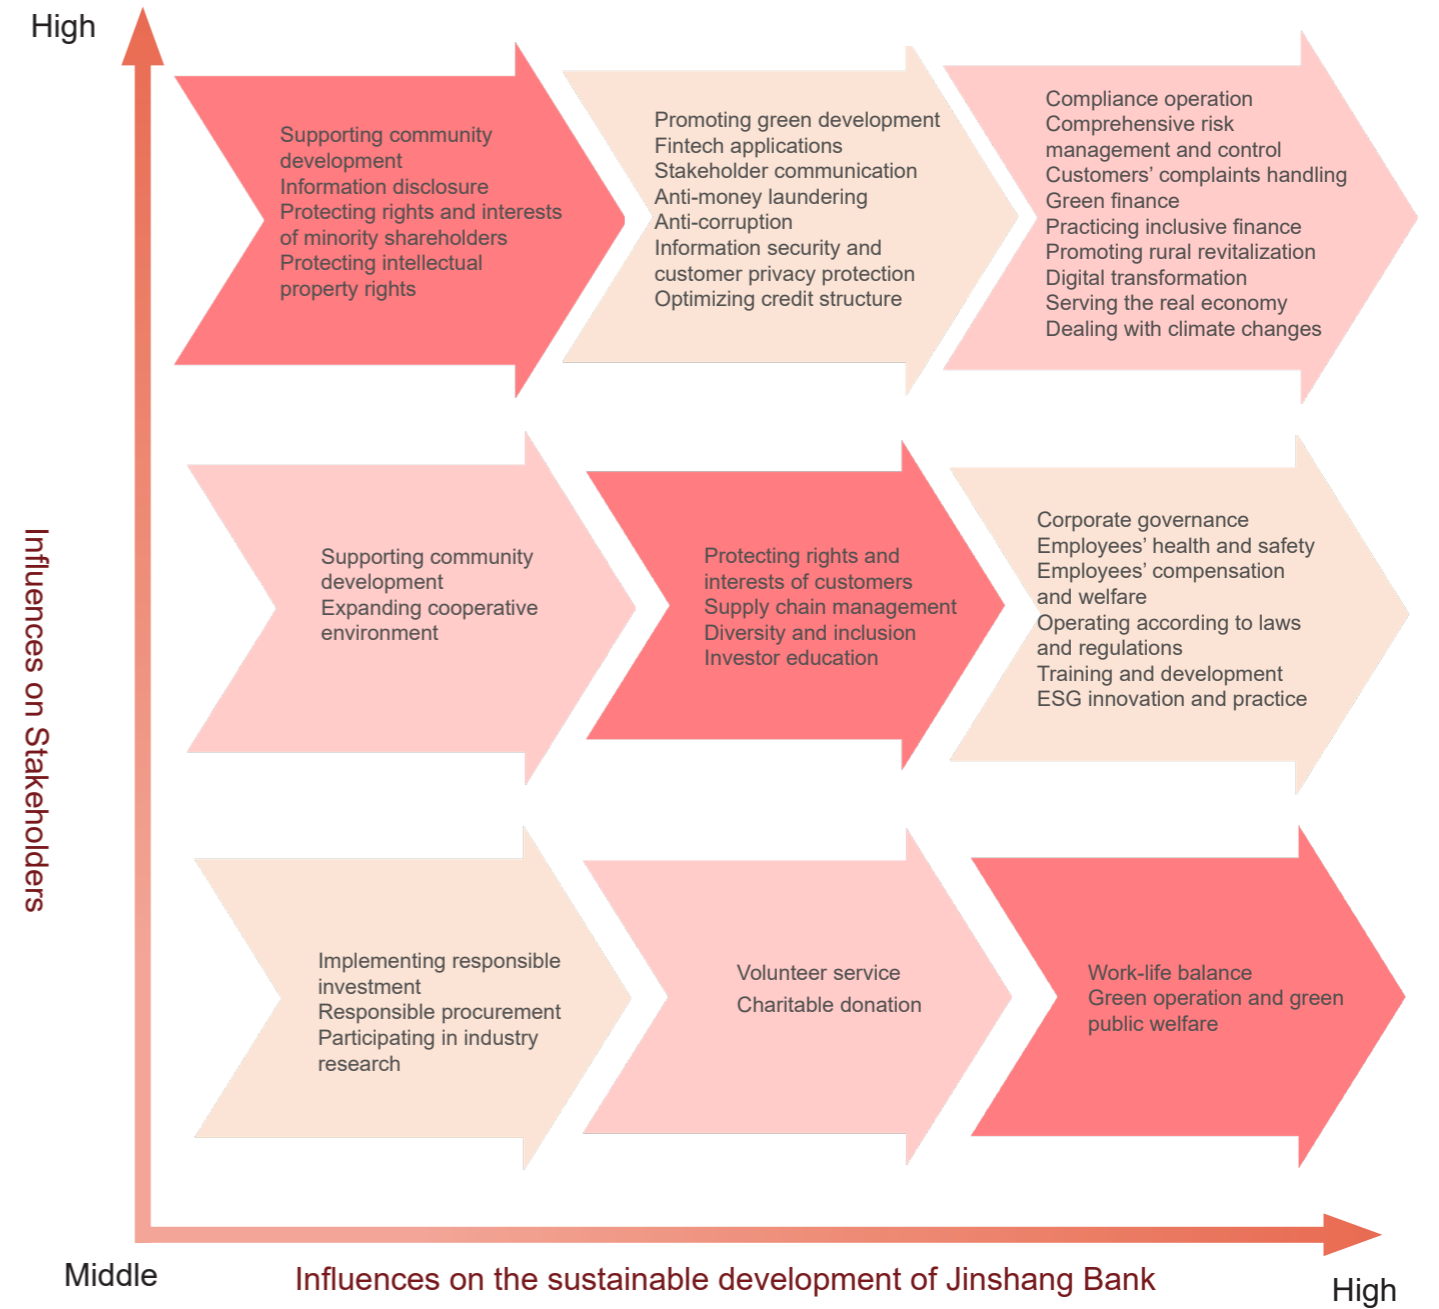 High
Supporting community
development
Information disclosure
Protecting rights and interests
of minority shareholders
Protecting intellectual
property rights
Promoting green development
Fintech applications
Stakeholder communication
Anti-money laundering
Anti-corruption
Information security and
customer privacy protection
Optimizing credit structure
Compliance operation
Comprehensive risk
management and control
Customers’ complaints handling
Green finance
Practicing inclusive finance
Promoting rural revitalization
Digital transformation
Serving the real economy
Dealing with climate changes
Influences on Stakeholders
Supporting community
development
Expanding cooperative
environment
Protecting rights and
interests of customers
Supply chain management
Diversity and inclusion
Investor education
Corporate governance
Employees’ health and safety
Employees’ compensation
and welfare
Operating according to laws
and regulations
Training and development
ESG innovation and practice
Implementing responsible
investment
Responsible procurement
Participating in industry
research
Volunteer service
Charitable donation
Work-life balance
Green operation and green
public welfare
Middle
Influences on the sustainable development of Jinshang Bank
High